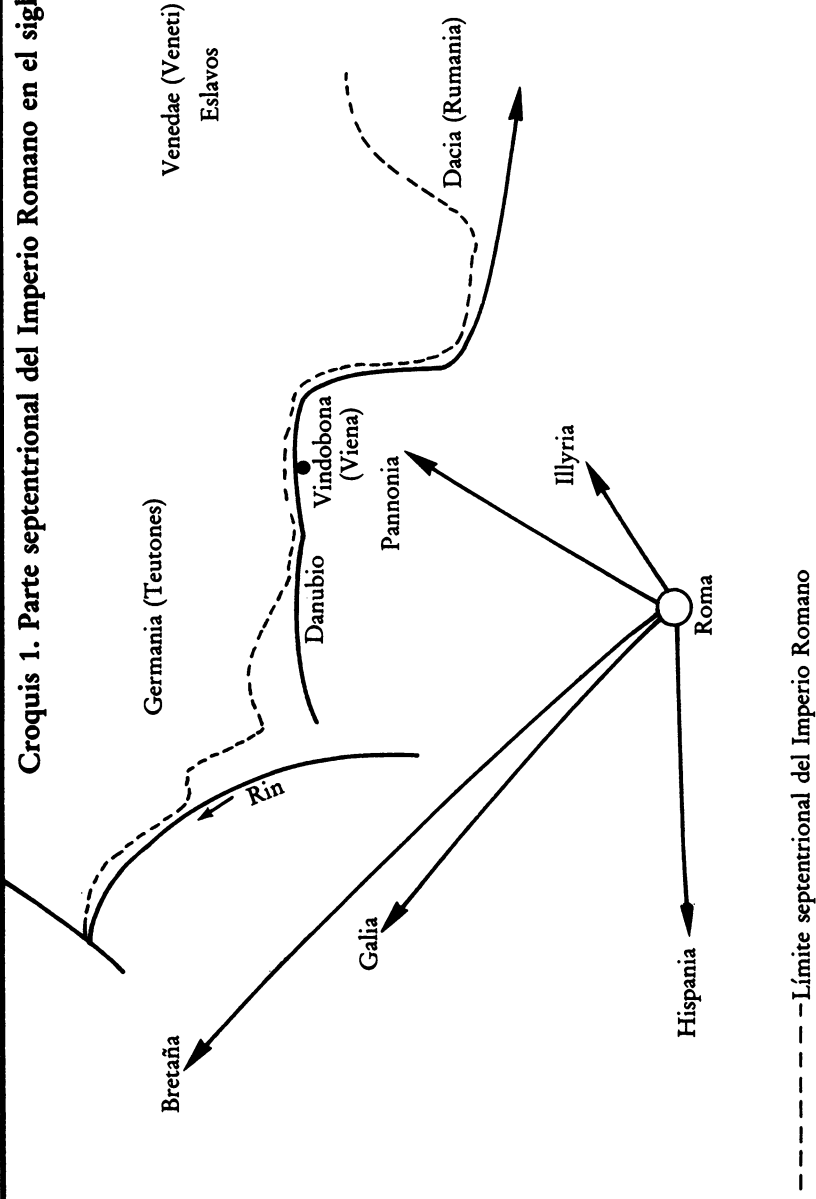 Croquis 1. Parte septentrional del Imperio Romano en el
Venedae (Veneti)
Eslavos
Germania (Teutones)
Dacia (Rumania)
Vindobona
(Viena)
Danubio
Rin
Pannonia
Illyria
Bretaña
Galia
Roma
Hispania
Límite septentrional del Imperio Romano